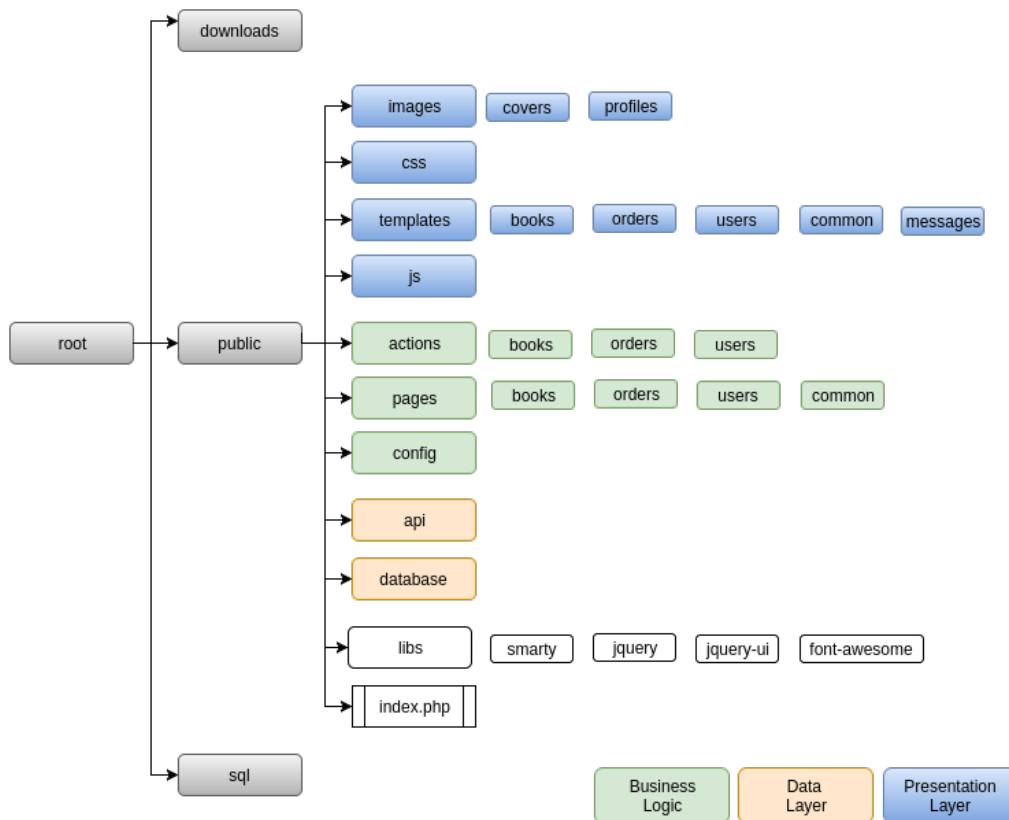 downloads
images covers profiles
css
templates books orders users common messages
js
root public actions books orders users
pages books orders users common
config
api
database
libs smarty jquery jquery-ui font-awesome
index.php
sql
Business Data Presentation
Logic Layer Layer